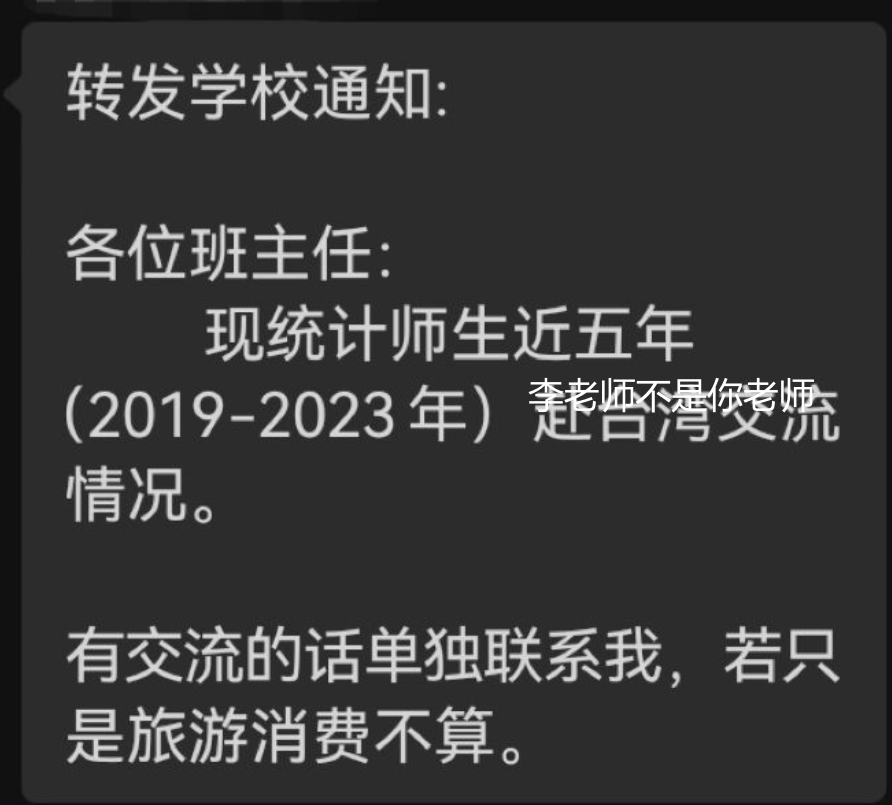 转发学校通知:
各位班主任:
现统计师生近五年
(2019-2023年) 赴台湾交流
李老师不是你老师
情况。
有交流的话单独联系我，若只
是旅游消费不算。